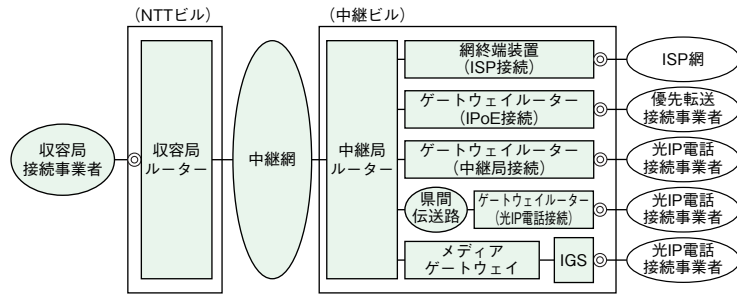 (NTTビル)
(中継ビル)
収容局
接続事業者
収容局
ルーター
中継網
中継局
ルーター
網終端装置
(ISP接続)
ISP網
ゲートウェイルーター
(IPoE接続)
優先転送
接続事業者
ゲートウェイルーター
(中継局接続)
光IP電話
接続事業者
県間
伝送路
ゲートウェイルーター
(光IP電話接続)
光IP電話
接続事業者
メディア
ゲートウェイ
IGS
光IP電話
接続事業者